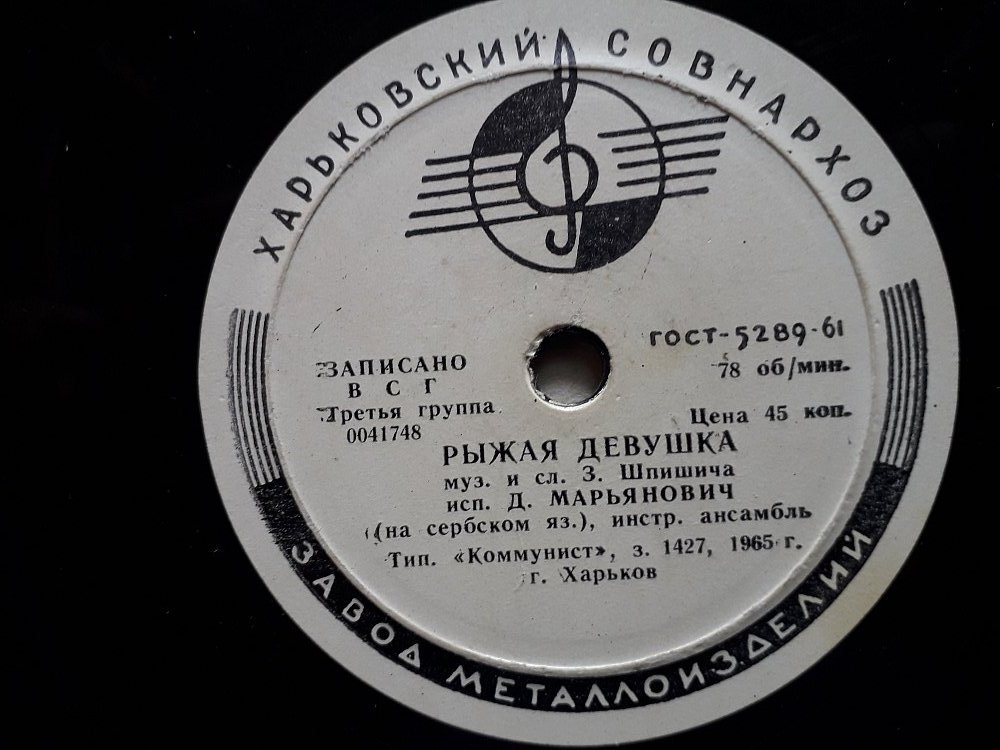 ХАРЬКОВСКИЙ СОВНАРХОЗ
ГОСТ-5289-61
ЗАПИСАНО
78 об/мин.
В С Г
Третья группа
Цена 45 коп.
0041748
РЫЖАЯ ДЕВУШКА
муз. и сл. З. Шпишича
исп. Д. МАРЬЯНОВИЧ
(на сербском яз.), инстр. ансамбль
Тип. «Коммунист», з. 1427, 1965 г.
г. Харьков
ЗАВОД МЕТАЛЛОИЗДЕЛИЙ